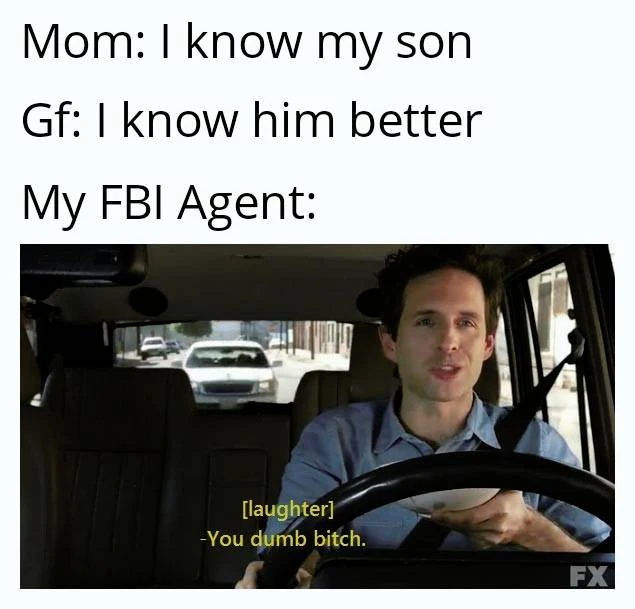 Mom: I know my son
Gf: I know him better
My FBI Agent:
[laughter]
-You dumb bitch.
FX